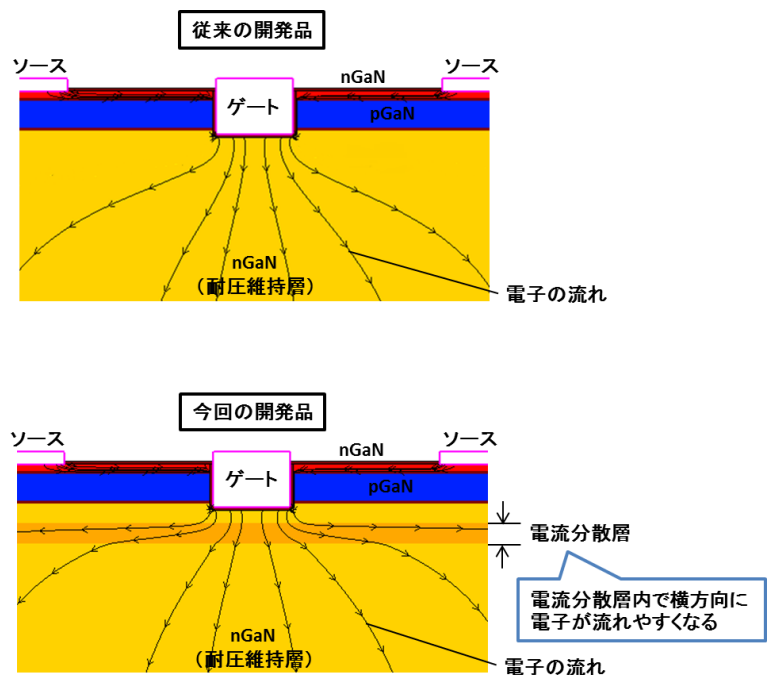 従来の開発品
ソース
nGaN
ソース
ゲート
pGaN
nGaN
（耐圧維持層）
電子の流れ
今回の開発品
ソース
nGaN
ソース
ゲート
pGaN
電流分散層
電流分散層内で横方向に
電子が流れやすくなる
nGaN
（耐圧維持層）
電子の流れ